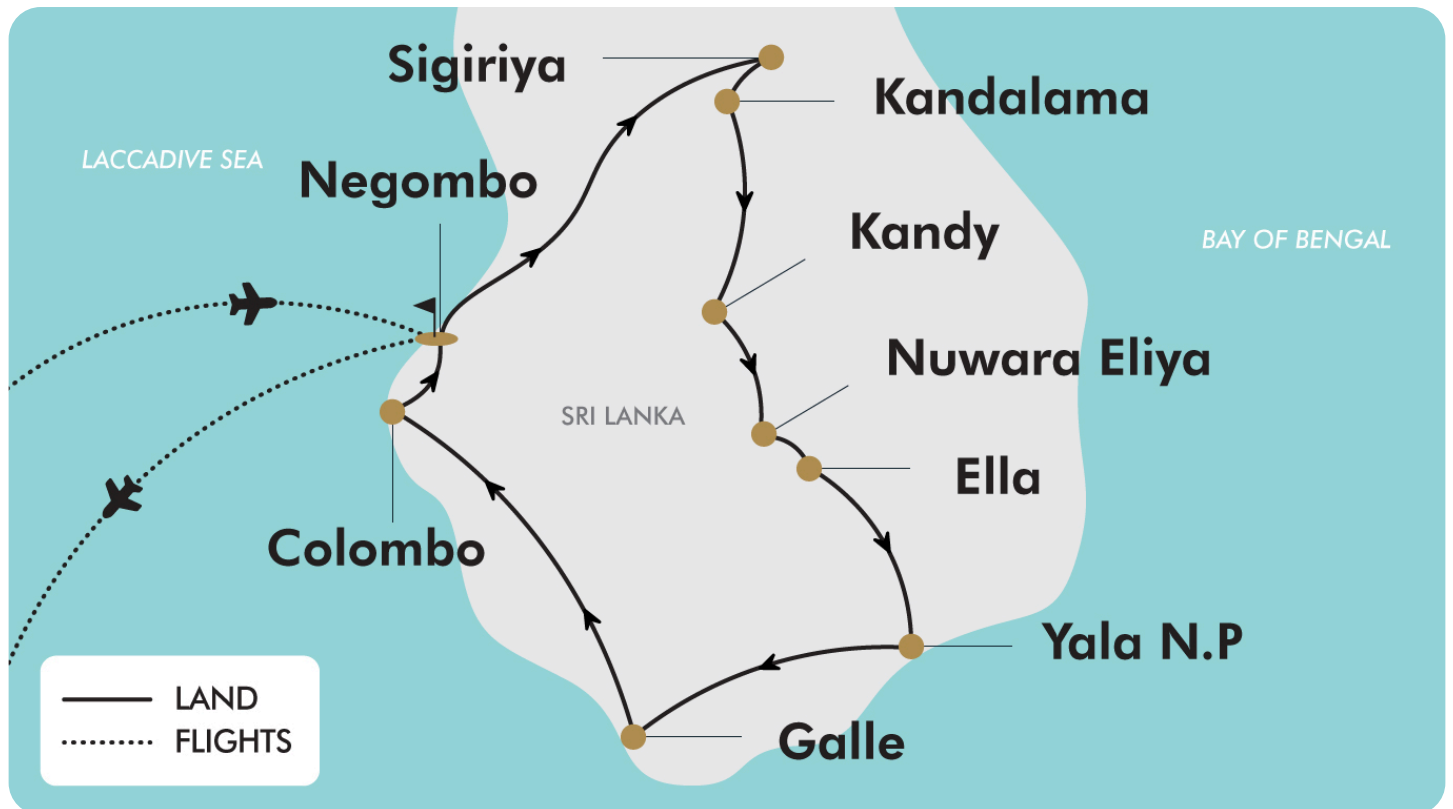 Sigiriya
Kandalama
LACCADIVE SEA
Negombo
Kandy
BAY OF BENGAL
Nuwara Eliya
SRI LANKA
Ella
Colombo
Yala N.P
LAND
FLIGHTS
Galle